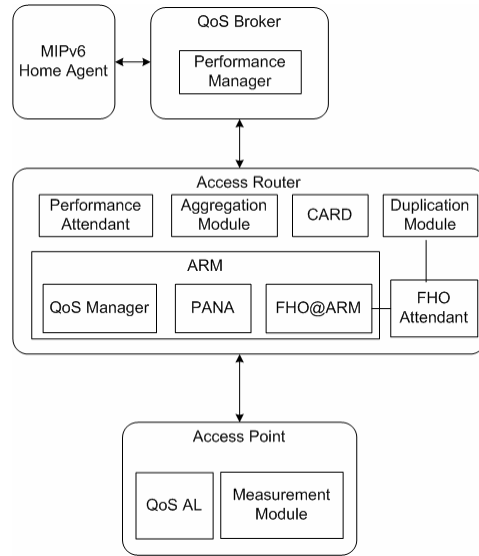 MIPv6
Home Agent
QoS Broker
Performance
Manager
Access Router
Performance
Attendant
Aggregation
Module
CARD
Duplication
Module
ARM
QoS Manager
PANA
FHO@ARM
FHO
Attendant
Access Point
QoS AL
Measurement
Module